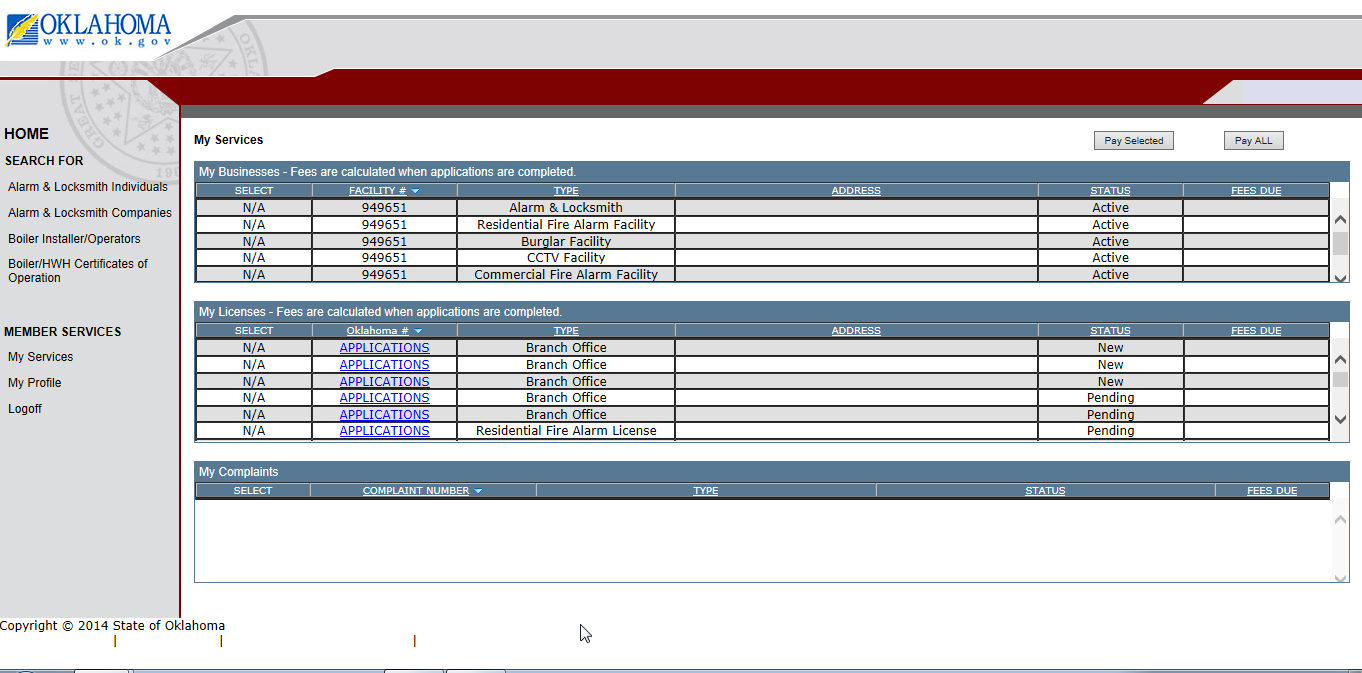 OKLAHOMA
www.ok.gov
GREAT SE
OKL
190
HOME
SEARCH FOR
Alarm & Locksmith Individuals
Alarm & Locksmith Companies
Boiler Installer/Operators
Boiler/HWH Certificates of
Operation
MEMBER SERVICES
My Services
My Profile
Logoff
My Services Pay Selected Pay ALL
My Businesses - Fees are calculated when applications are completed.
SELECT FACILITY # TYPE ADDRESS STATUS FEES DUE
N/A 949651 Alarm & Locksmith Active
N/A 949651 Residential Fire Alarm Facility Active
N/A 949651 Burglar Facility Active
N/A 949651 CCTV Facility Active
N/A 949651 Commercial Fire Alarm Facility Active
My Licenses - Fees are calculated when applications are completed.
SELECT Oklahoma # TYPE ADDRESS STATUS FEES DUE
N/A APPLICATIONS Branch Office New
N/A APPLICATIONS Branch Office New
N/A APPLICATIONS Branch Office New
N/A APPLICATIONS Branch Office Pending
N/A APPLICATIONS Branch Office Pending
N/A APPLICATIONS Residential Fire Alarm License Pending
My Complaints
SELECT COMPLAINT NUMBER TYPE STATUS FEES DUE
Copyright © 2014 State of Oklahoma
| | |